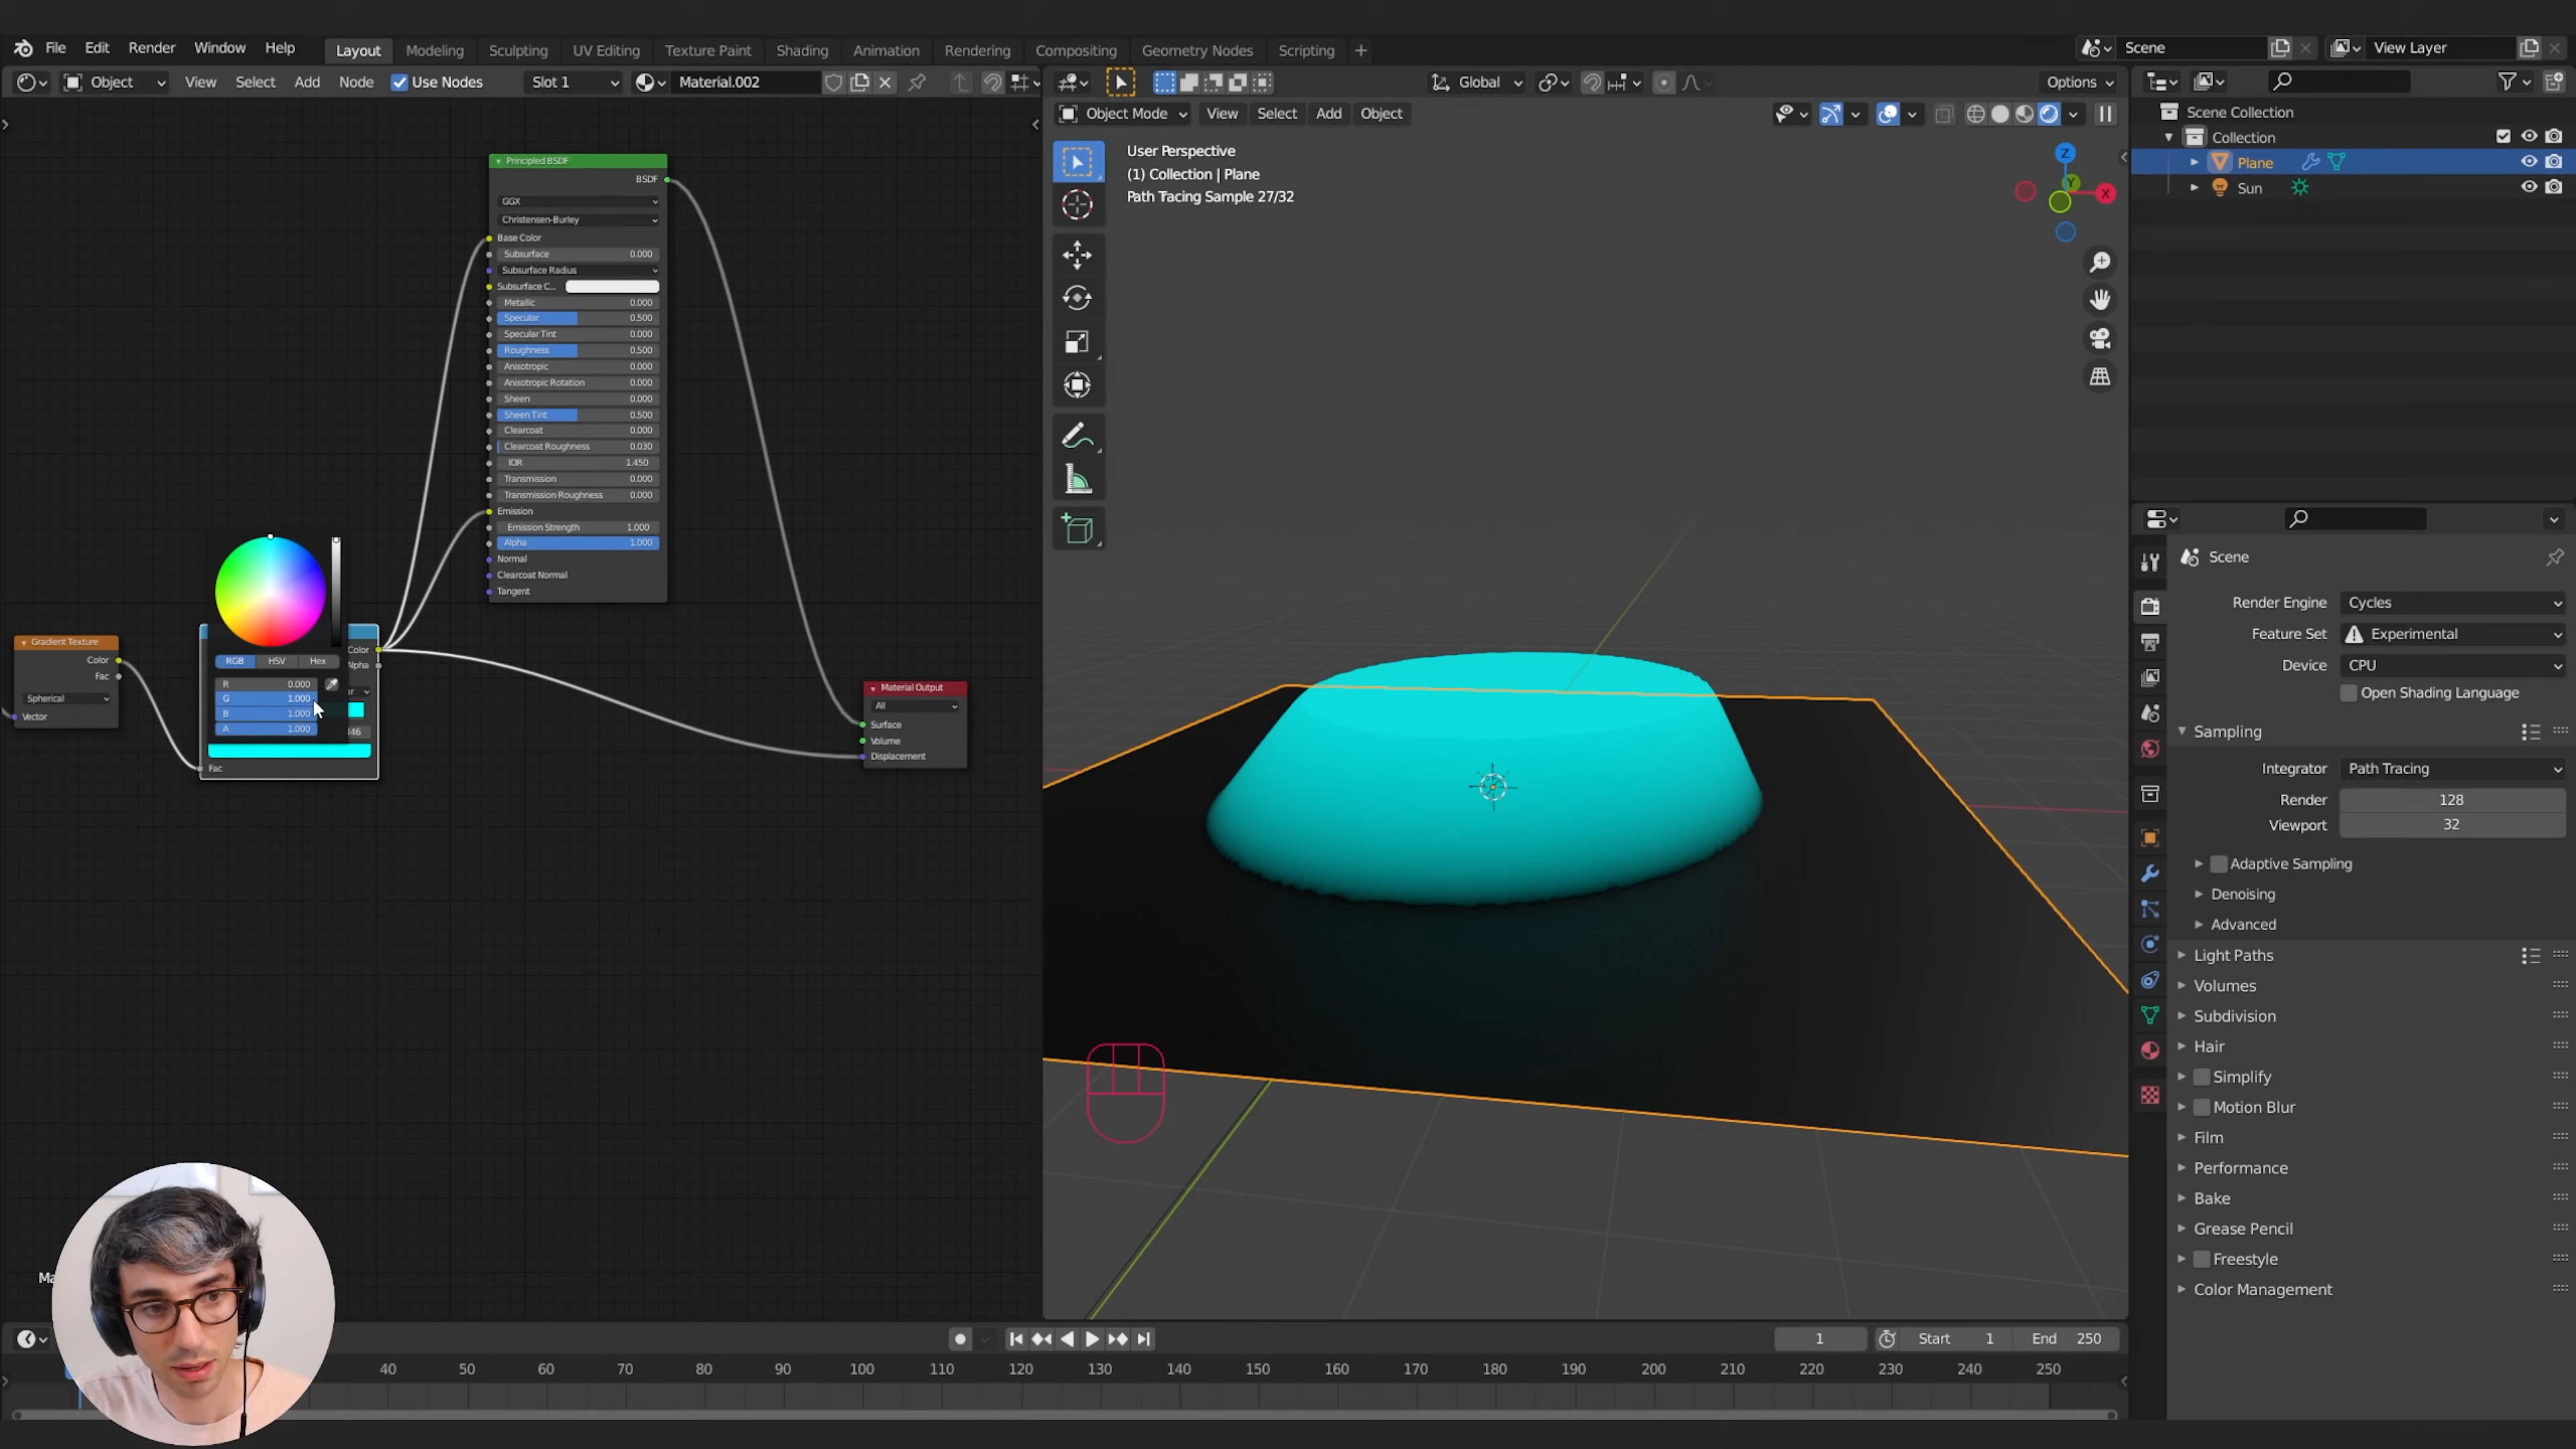 File Edit Render Window Help Layout Modeling Sculpting UV Editing Texture Paint Shading Animation Rendering Compositing Geometry Nodes Scripting + Scene View Layer
Object View Select Add Node Use Nodes Slot 1 Material.002
Global Options
Object Mode View Select Add Object
User Perspective
(1) Collection | Plane
Path Tracing Sample 27/32
Z
Y
X
Principled BSDF
BSDF
GGX
Christensen-Burley
Base Color
Subsurface 0.000
Subsurface Radius
Subsurface C...
Metallic 0.000
Specular 0.500
Specular Tint 0.000
Roughness 0.500
Anisotropic 0.000
Anisotropic Rotation 0.000
Sheen 0.000
Sheen Tint 0.500
Clearcoat 0.000
Clearcoat Roughness 0.030
IOR 1.450
Transmission 0.000
Transmission Roughness 0.000
Emission
Emission Strength 1.000
Alpha 1.000
Normal
Clearcoat Normal
Tangent
Gradient Texture
Color
Fac
Spherical
Vector
Color
Alpha
RGB HSV Hex
R 0.000
G 1.000
B 1.000
A 1.000
46
Fac
Material Output
All
Surface
Volume
Displacement
Ma
Scene Collection
Collection
Plane
Sun
Scene
Render Engine Cycles
Feature Set Experimental
Device CPU
Open Shading Language
Sampling
Integrator Path Tracing
Render 128
Viewport 32
Adaptive Sampling
Denoising
Advanced
Light Paths
Volumes
Subdivision
Hair
Simplify
Motion Blur
Film
Performance
Bake
Grease Pencil
Freestyle
Color Management
1 Start 1 End 250
40 50 60 70 80 90 100 110 120 130 140 150 160 170 180 190 200 210 220 230 240 250